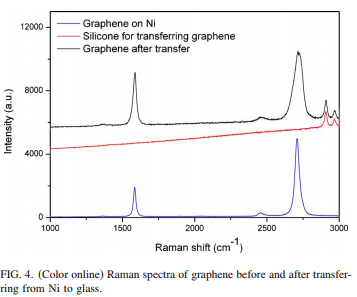 12000
8000
4000
0
Intensity (a.u.)
Graphene on Ni
Silicone for transferring graphene
Graphene after transfer
1000 1500 2000 2500 3000
Raman shift (cm⁻¹)
FIG. 4. (Color online) Raman spectra of graphene before and after transfer-
ring from Ni to glass.